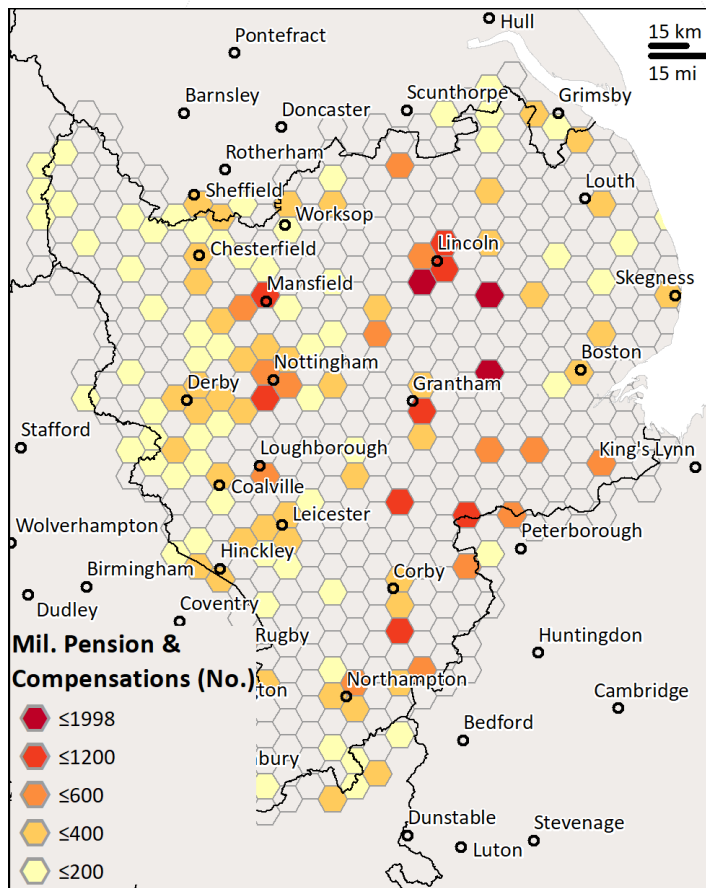 Hull
Pontefract
15 km
15 mi
Barnsley
Doncaster
Scunthorpe
Grimsby
Rotherham
Sheffield
Louth
Worksop
Chesterfield
Lincoln
Mansfield
Skegness
Nottingham
Boston
Derby
Grantham
Stafford
Loughborough
King's Lynn
Coalville
Leicester
Wolverhampton
Peterborough
Hinckley
Birmingham
Corby
Dudley
Coventry
Mil. Pension &
Rugby
Huntingdon
Compensations (No.)
Northampton
gton
Cambridge
≤1998
Bedford
≤1200
bury
≤600
Dunstable
Stevenage
≤400
Luton
≤200